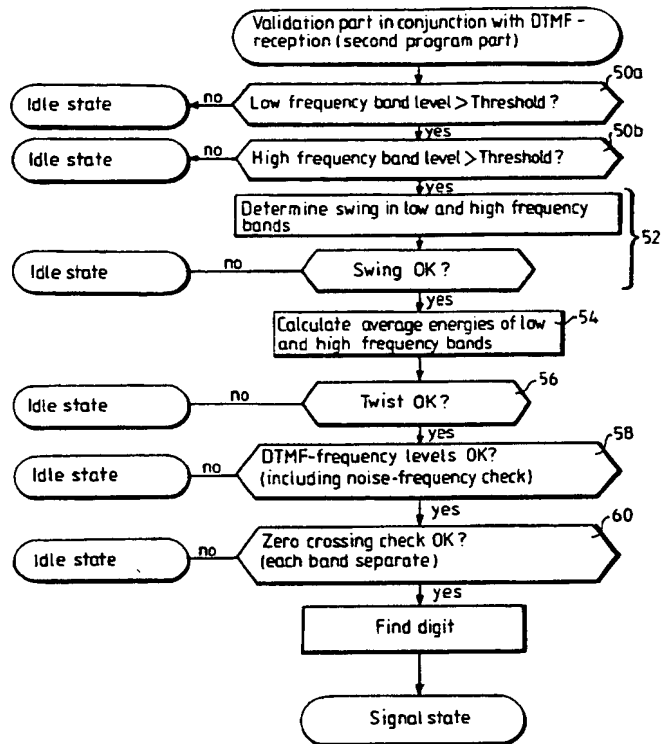 Validation part in conjunction with DTMF-
reception (second program part)
50a
Idle state
no
Low frequency band level > Threshold?
yes
50b
Idle state
no
High frequency band level > Threshold?
yes
Determine swing in low and high frequency
bands
52
Idle state
no
Swing OK?
yes
Calculate average energies of low
and high frequency bands
54
Idle state
no
Twist OK?
56
yes
DTMF-frequency levels OK?
(including noise-frequency check)
58
Idle state
no
yes
Zero crossing check OK?
(each band separate)
60
Idle state
no
yes
Find digit
Signal state